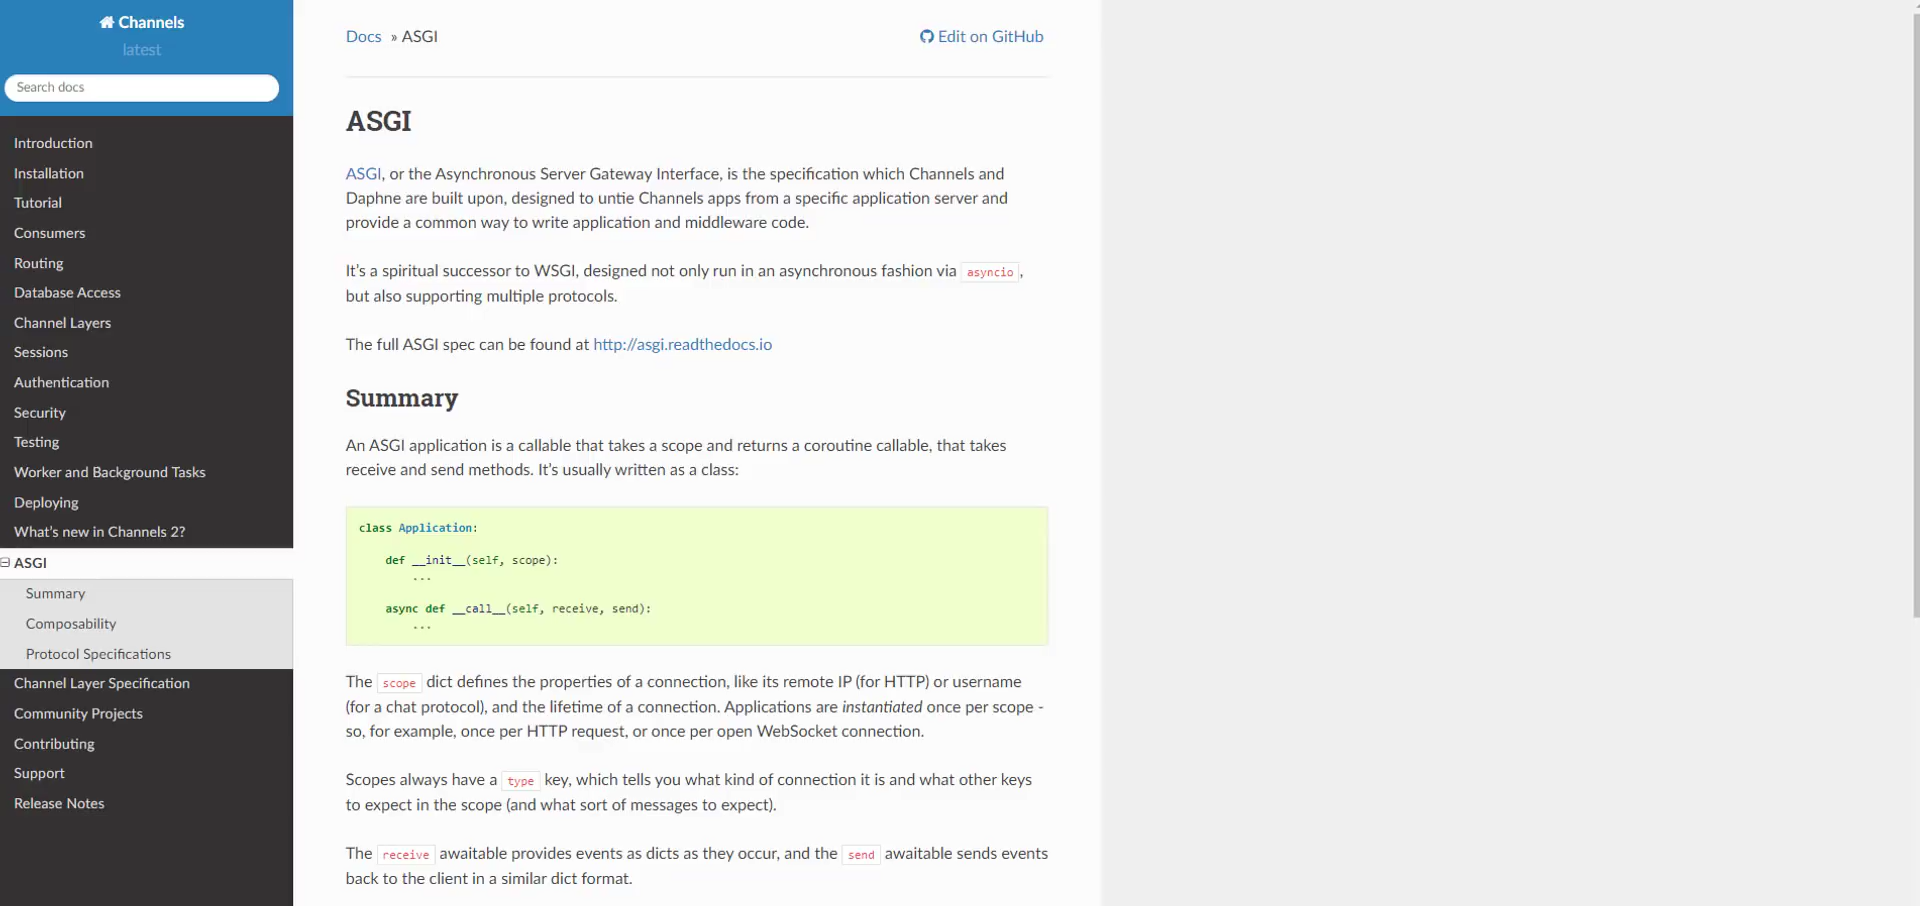 Channels
latest
Search docs
Introduction
Installation
Tutorial
Consumers
Routing
Database Access
Channel Layers
Sessions
Authentication
Security
Testing
Worker and Background Tasks
Deploying
What's new in Channels 2?
ASGI
Summary
Composability
Protocol Specifications
Channel Layer Specification
Community Projects
Contributing
Support
Release Notes
Docs » ASGI
Edit on GitHub
ASGI
ASGI, or the Asynchronous Server Gateway Interface, is the specification which Channels and
Daphne are built upon, designed to untie Channels apps from a specific application server and
provide a common way to write application and middleware code.
It's a spiritual successor to WSGI, designed not only run in an asynchronous fashion via asyncio,
but also supporting multiple protocols.
The full ASGI spec can be found at http://asgi.readthedocs.io
Summary
An ASGI application is a callable that takes a scope and returns a coroutine callable, that takes
receive and send methods. It's usually written as a class:
class Application:
def __init__(self, scope):
...
async def __call__(self, receive, send):
...
The scope dict defines the properties of a connection, like its remote IP (for HTTP) or username
(for a chat protocol), and the lifetime of a connection. Applications are instantiated once per scope -
so, for example, once per HTTP request, or once per open WebSocket connection.
Scopes always have a type key, which tells you what kind of connection it is and what other keys
to expect in the scope (and what sort of messages to expect).
The receive awaitable provides events as dicts as they occur, and the send awaitable sends events
back to the client in a similar dict format.